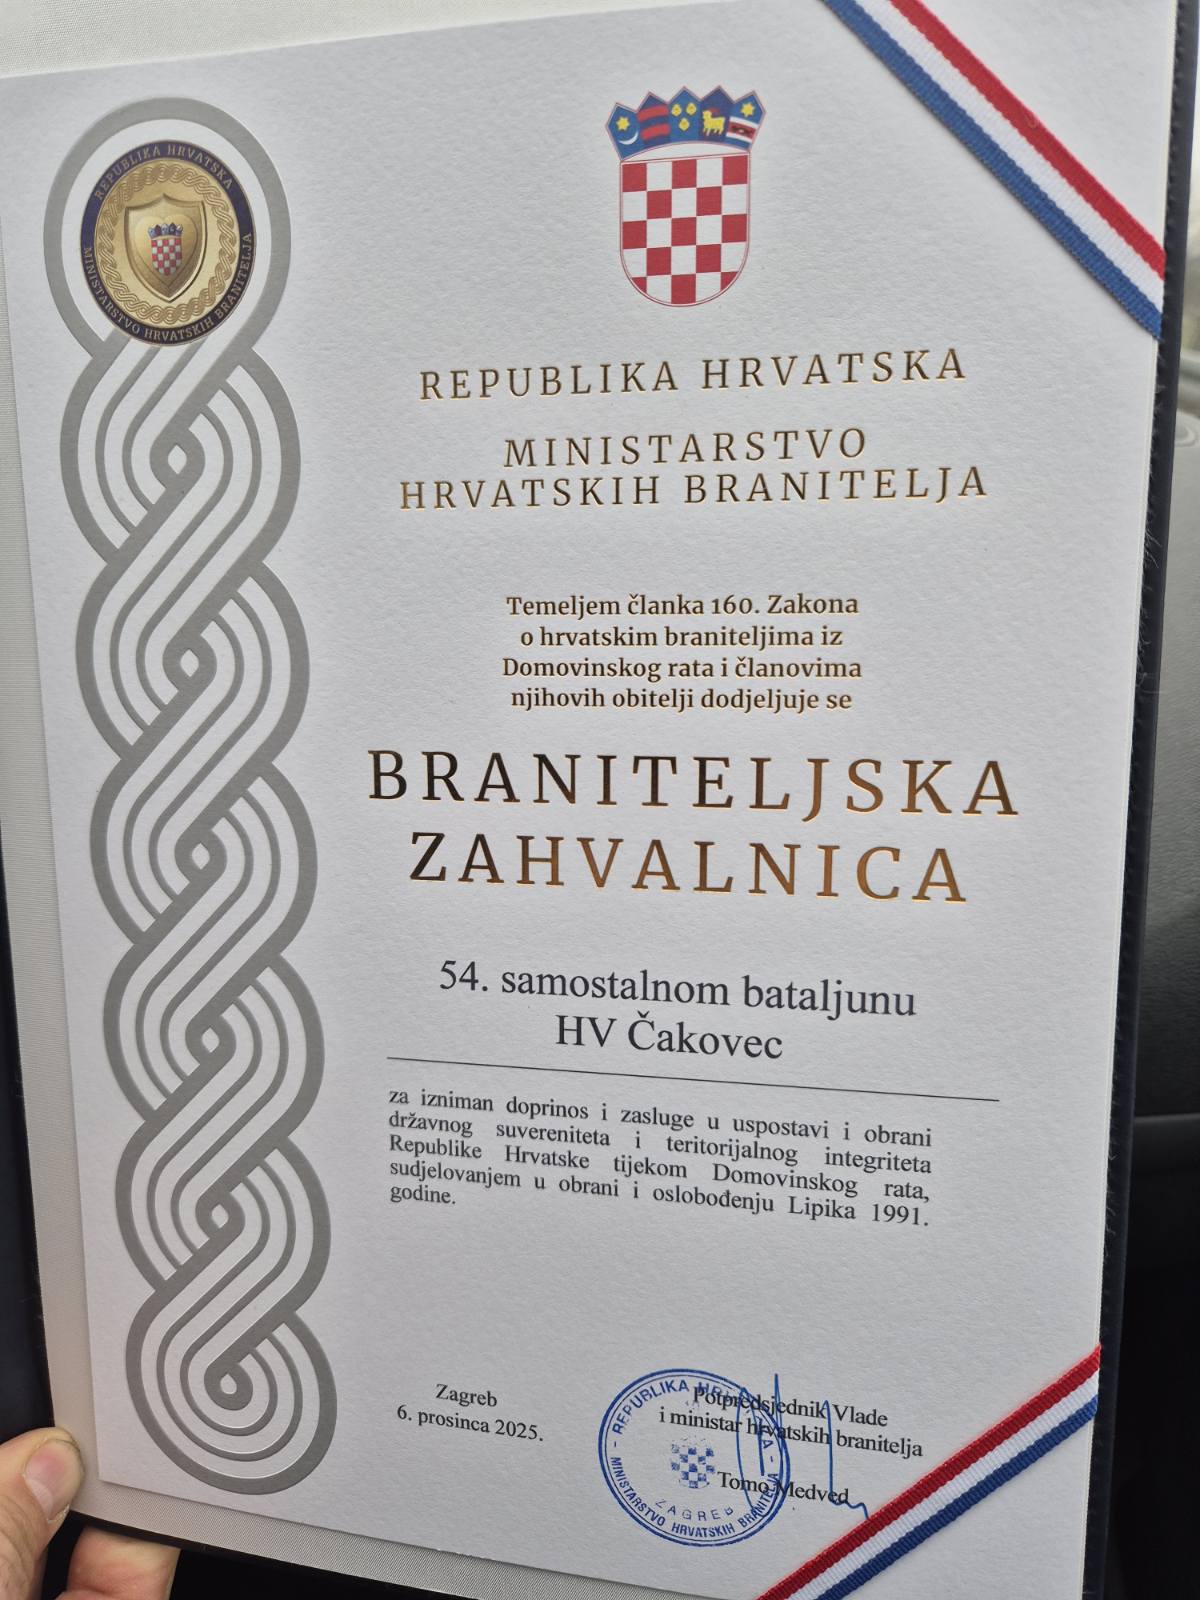 REPUBLIKA HRVATSKA
MINISTARSTVO HRVATSKIH BRANITELJA
REPUBLIKA HRVATSKA
MINISTARSTVO
HRVATSKIH BRANITELJA
Temeljem članka 160. Zakona
o hrvatskim braniteljima iz
Domovinskog rata i članovima
njihovih obitelji dodjeljuje se
BRANITELJSKA
ZAHVALNICA
54. samostalnom bataljunu
HV Čakovec
za izniman doprinos i zasluge u uspostavi i obrani
državnog suvereniteta i teritorijalnog integriteta
Republike Hrvatske tijekom Domovinskog rata,
sudjelovanjem u obrani i oslobođenju Lipika 1991.
godine.
Zagreb
6. prosinca 2025.
Potpredsjednik Vlade
i ministar hrvatskih branitelja
Tomo Medved
REPUBLIKA HRVATSKA
MINISTARSTVO HRVATSKIH BRANITELJA
ZAGREB